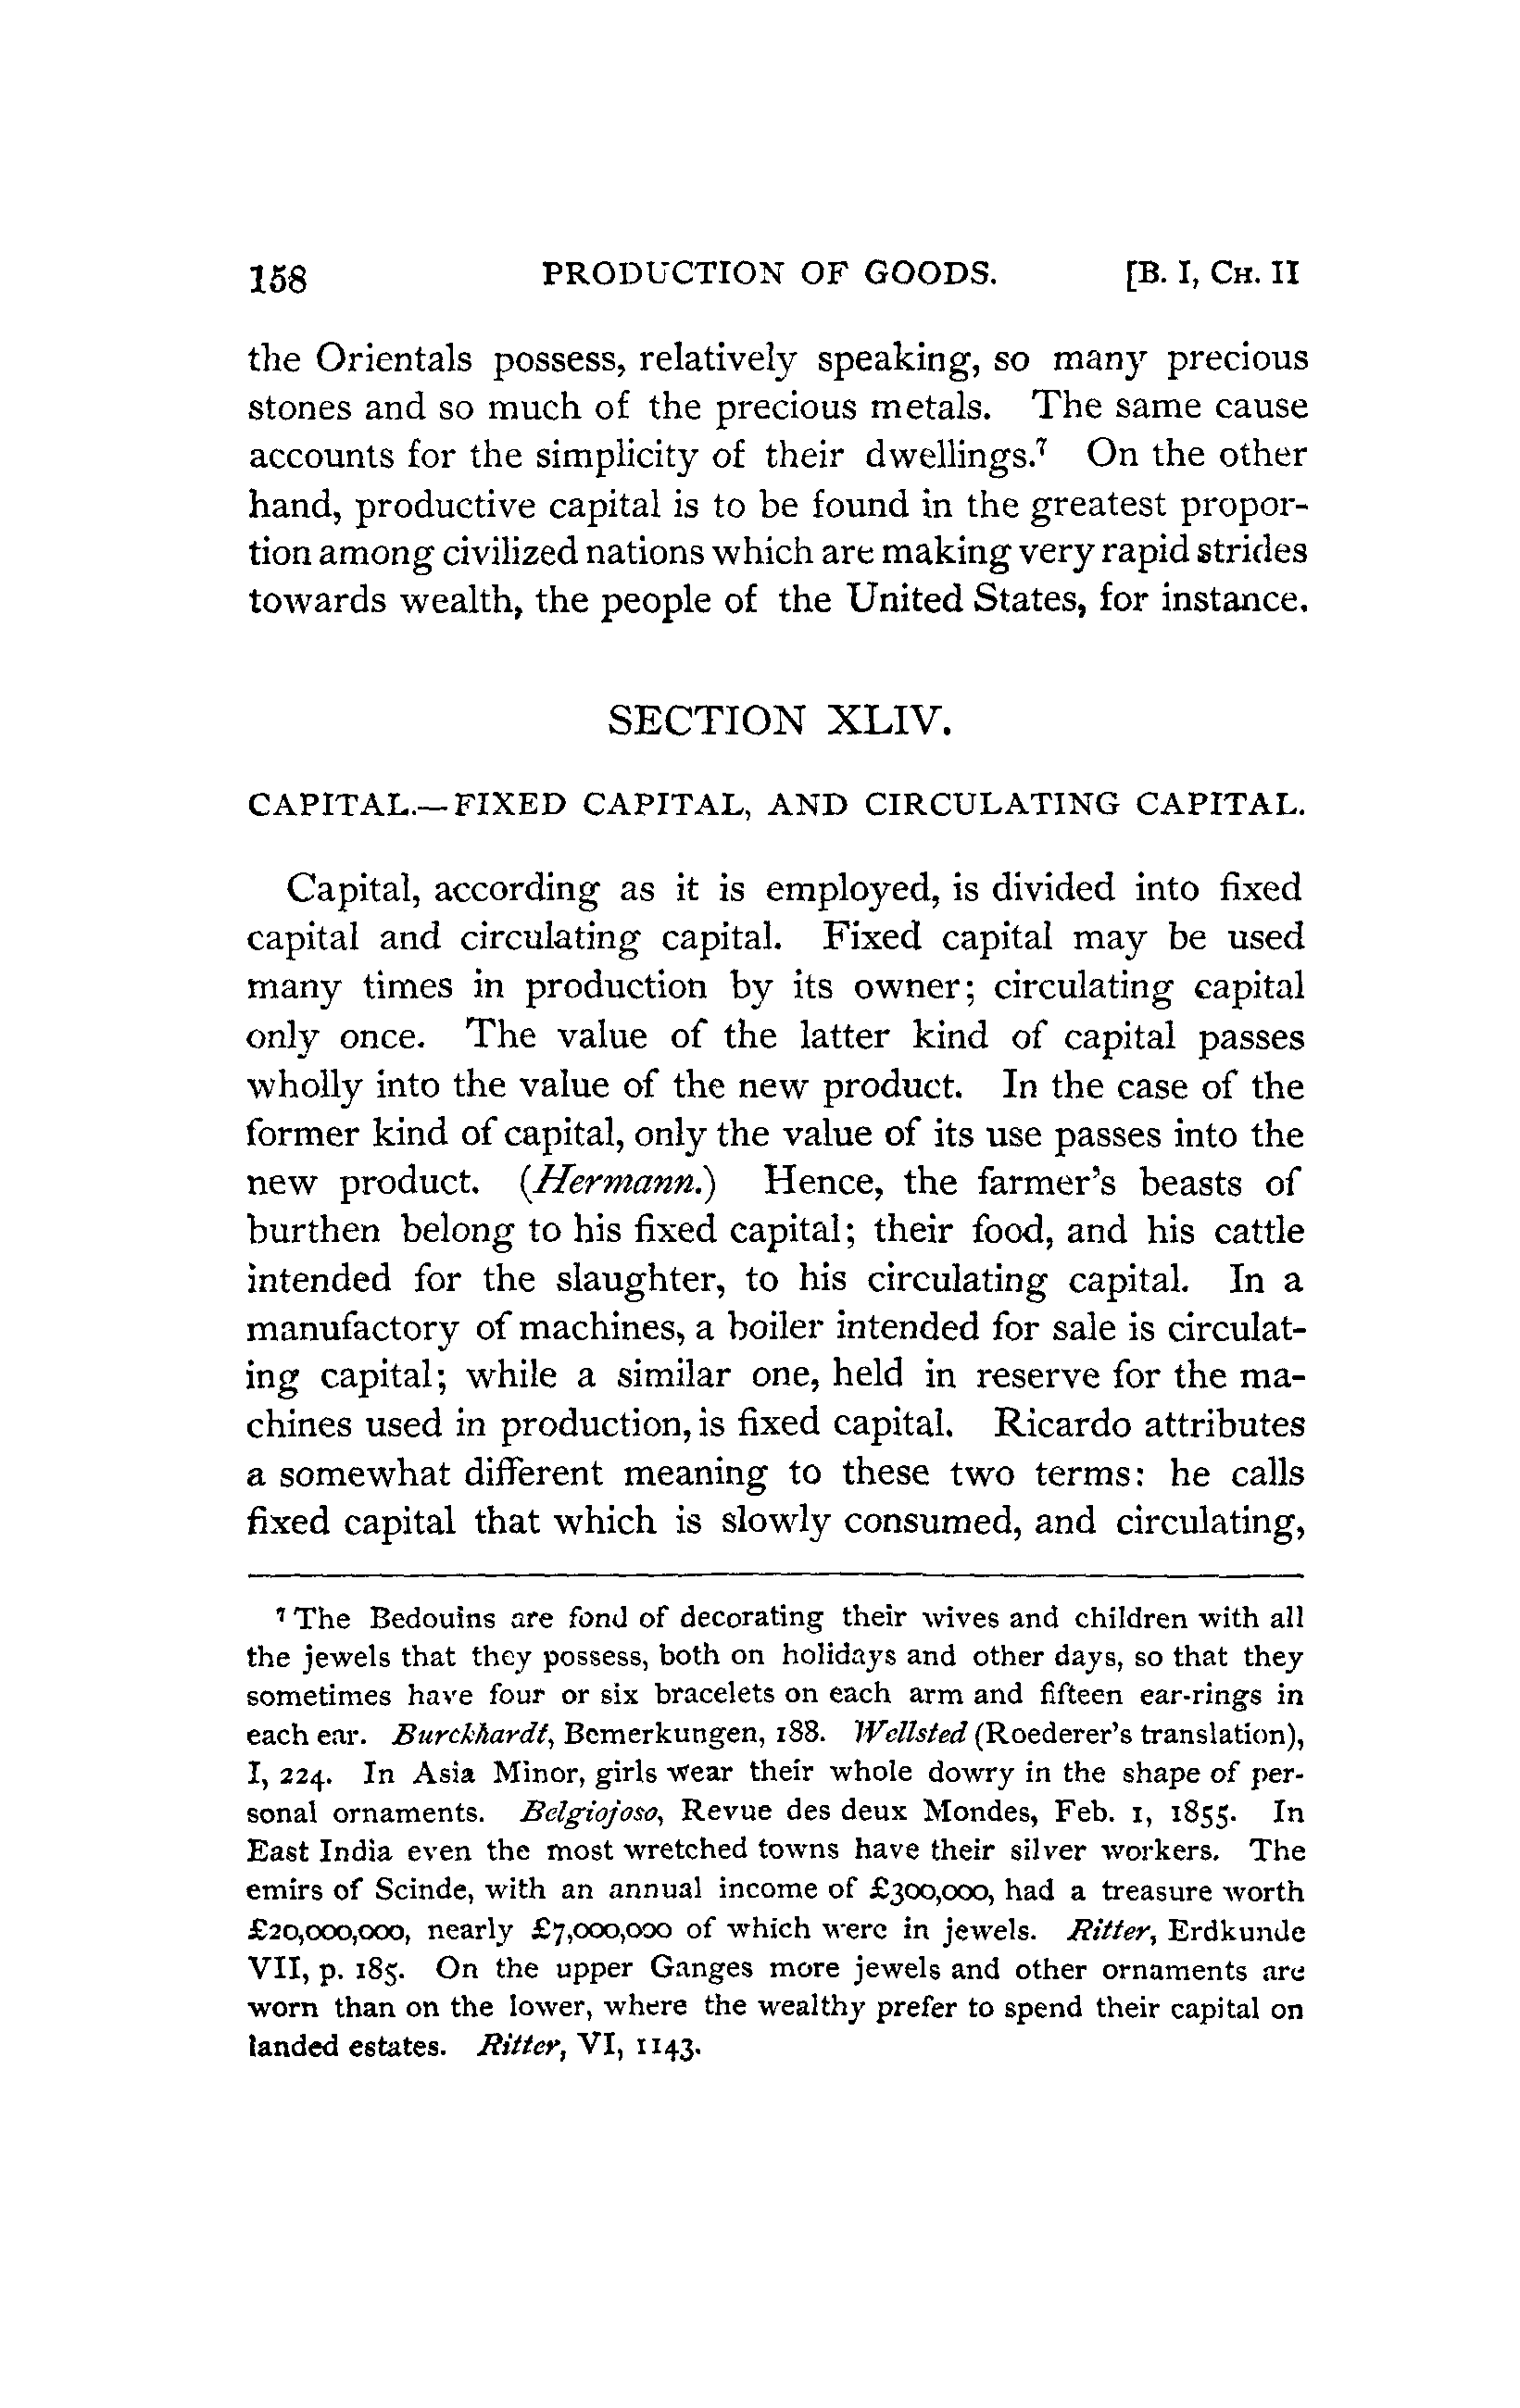 158 PRODUCTION OF GOODS. [B. I, CH. II
the Orientals possess, relatively speaking, so many precious
stones and so much of the precious metals. The same cause
accounts for the simplicity of their dwellings.⁷ On the other
hand, productive capital is to be found in the greatest propor-
tion among civilized nations which are making very rapid strides
towards wealth, the people of the United States, for instance.
SECTION XLIV.
CAPITAL.—FIXED CAPITAL, AND CIRCULATING CAPITAL.
Capital, according as it is employed, is divided into fixed
capital and circulating capital. Fixed capital may be used
many times in production by its owner; circulating capital
only once. The value of the latter kind of capital passes
wholly into the value of the new product. In the case of the
former kind of capital, only the value of its use passes into the
new product. (Hermann.) Hence, the farmer's beasts of
burthen belong to his fixed capital; their food, and his cattle
intended for the slaughter, to his circulating capital. In a
manufactory of machines, a boiler intended for sale is circulat-
ing capital; while a similar one, held in reserve for the ma-
chines used in production, is fixed capital. Ricardo attributes
a somewhat different meaning to these two terms: he calls
fixed capital that which is slowly consumed, and circulating,
⁷ The Bedouins are fond of decorating their wives and children with all
the jewels that they possess, both on holidays and other days, so that they
sometimes have four or six bracelets on each arm and fifteen ear-rings in
each ear. Burckhardt, Bemerkungen, 188. Wellsted (Roederer's translation),
I, 224. In Asia Minor, girls wear their whole dowry in the shape of per-
sonal ornaments. Belgiojoso, Revue des deux Mondes, Feb. 1, 1855. In
East India even the most wretched towns have their silver workers. The
emirs of Scinde, with an annual income of £300,000, had a treasure worth
£20,000,000, nearly £7,000,000 of which were in jewels. Ritter, Erdkunde
VII, p. 185. On the upper Ganges more jewels and other ornaments are
worn than on the lower, where the wealthy prefer to spend their capital on
landed estates. Ritter, VI, 1143.